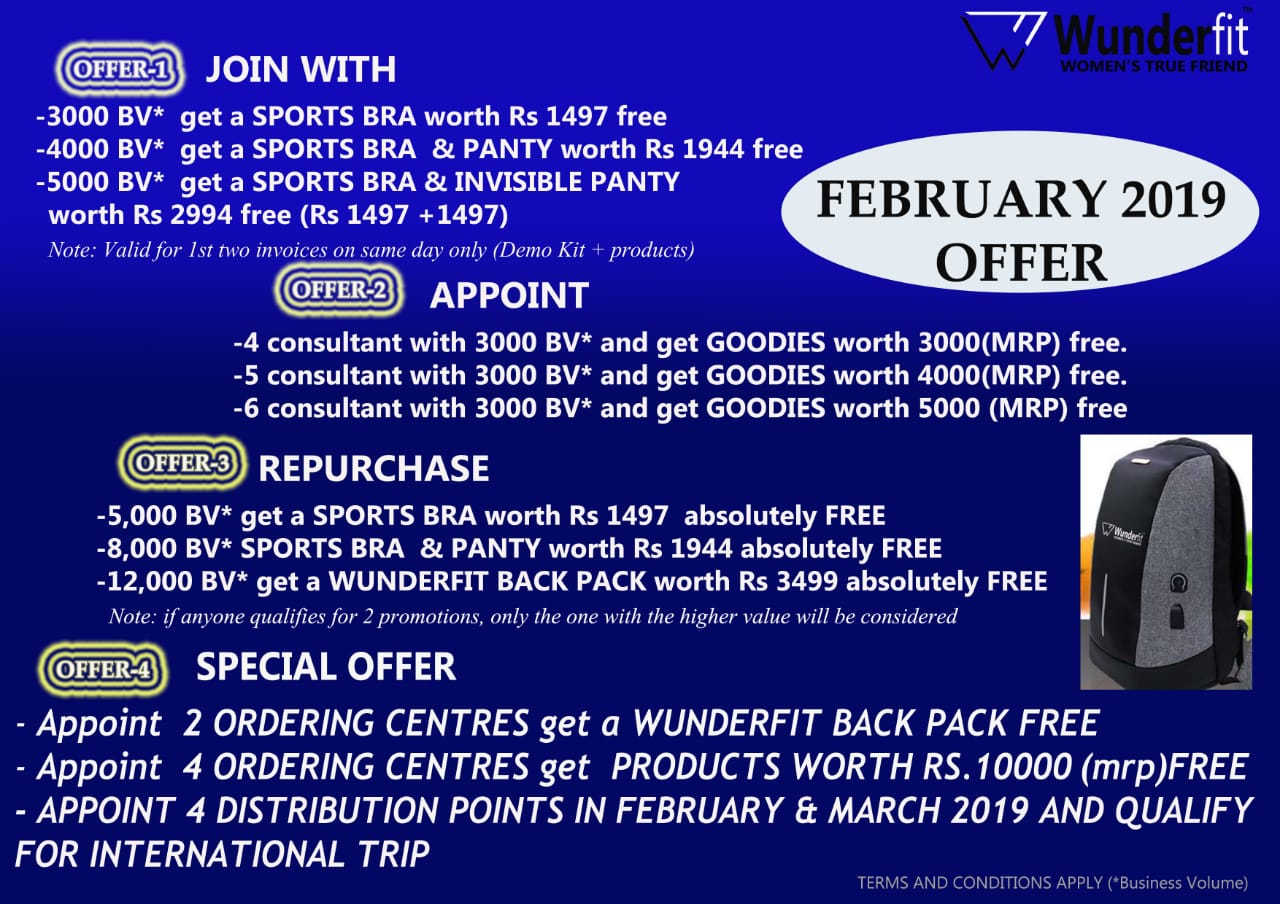 Wunderfit™
WOMEN'S TRUE FRIEND
OFFER-1 JOIN WITH
-3000 BV* get a SPORTS BRA worth Rs 1497 free
-4000 BV* get a SPORTS BRA & PANTY worth Rs 1944 free
-5000 BV* get a SPORTS BRA & INVISIBLE PANTY
worth Rs 2994 free (Rs 1497 +1497)
Note: Valid for 1st two invoices on same day only (Demo Kit + products)
FEBRUARY 2019
OFFER
OFFER-2 APPOINT
-4 consultant with 3000 BV* and get GOODIES worth 3000(MRP) free.
-5 consultant with 3000 BV* and get GOODIES worth 4000(MRP) free.
-6 consultant with 3000 BV* and get GOODIES worth 5000 (MRP) free
OFFER-3 REPURCHASE
-5,000 BV* get a SPORTS BRA worth Rs 1497 absolutely FREE
-8,000 BV* SPORTS BRA & PANTY worth Rs 1944 absolutely FREE
-12,000 BV* get a WUNDERFIT BACK PACK worth Rs 3499 absolutely FREE
Note: if anyone qualifies for 2 promotions, only the one with the higher value will be considered
Wunderfit
OFFER-4 SPECIAL OFFER
- Appoint 2 ORDERING CENTRES get a WUNDERFIT BACK PACK FREE
- Appoint 4 ORDERING CENTRES get PRODUCTS WORTH RS.10000 (mrp)FREE
- APPOINT 4 DISTRIBUTION POINTS IN FEBRUARY & MARCH 2019 AND QUALIFY
FOR INTERNATIONAL TRIP
TERMS AND CONDITIONS APPLY (*Business Volume)